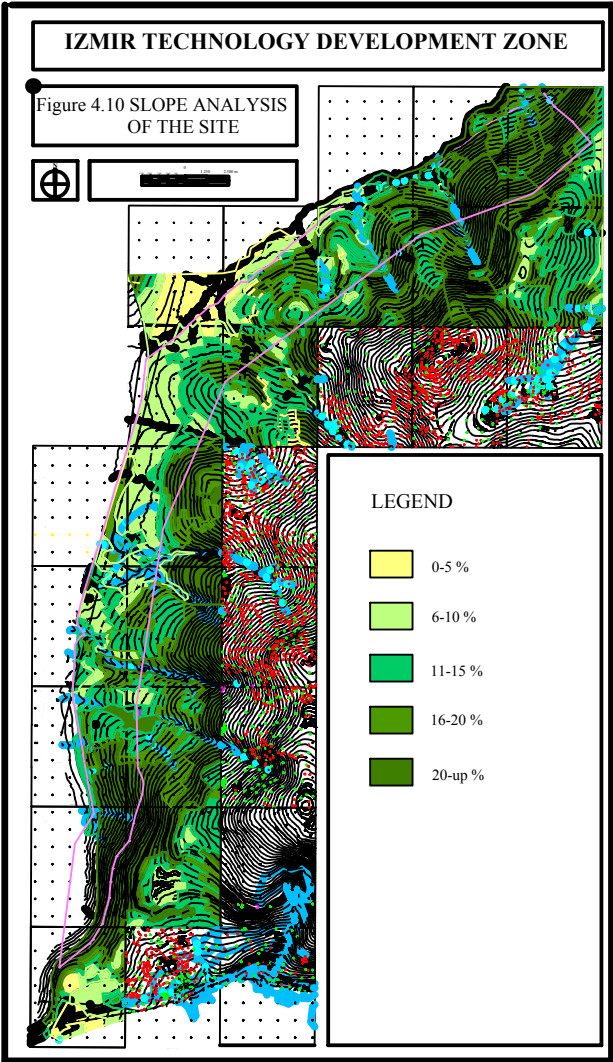 IZMIR TECHNOLOGY DEVELOPMENT ZONE
Figure 4.10 SLOPE ANALYSIS
OF THE SITE
0
LEGEND
0-5 %
6-10 %
11-15 %
16-20 %
20-up %